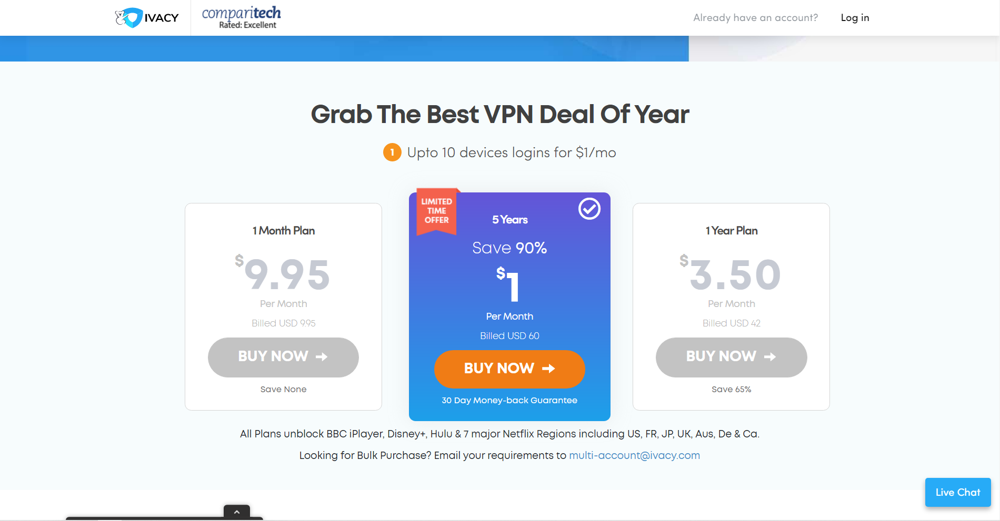 IVACY
comparitech
Rated: Excellent
Already have an account?
Log in
Grab The Best VPN Deal Of Year
1 Upto 10 devices logins for $1/mo
1 Month Plan
$9.95
Per Month
Billed USD 9.95
BUY NOW
Save None
LIMITED
TIME
OFFER
5 Years
Save 90%
$1
Per Month
Billed USD 60
BUY NOW
30 Day Money-back Guarantee
1 Year Plan
$3.50
Per Month
Billed USD 42
BUY NOW
Save 65%
All Plans unblock BBC iPlayer, Disney+, Hulu & 7 major Netflix Regions including US, FR, JP, UK, Aus, De & Ca.
Looking for Bulk Purchase? Email your requirements to multi-account@ivacy.com
Live Chat